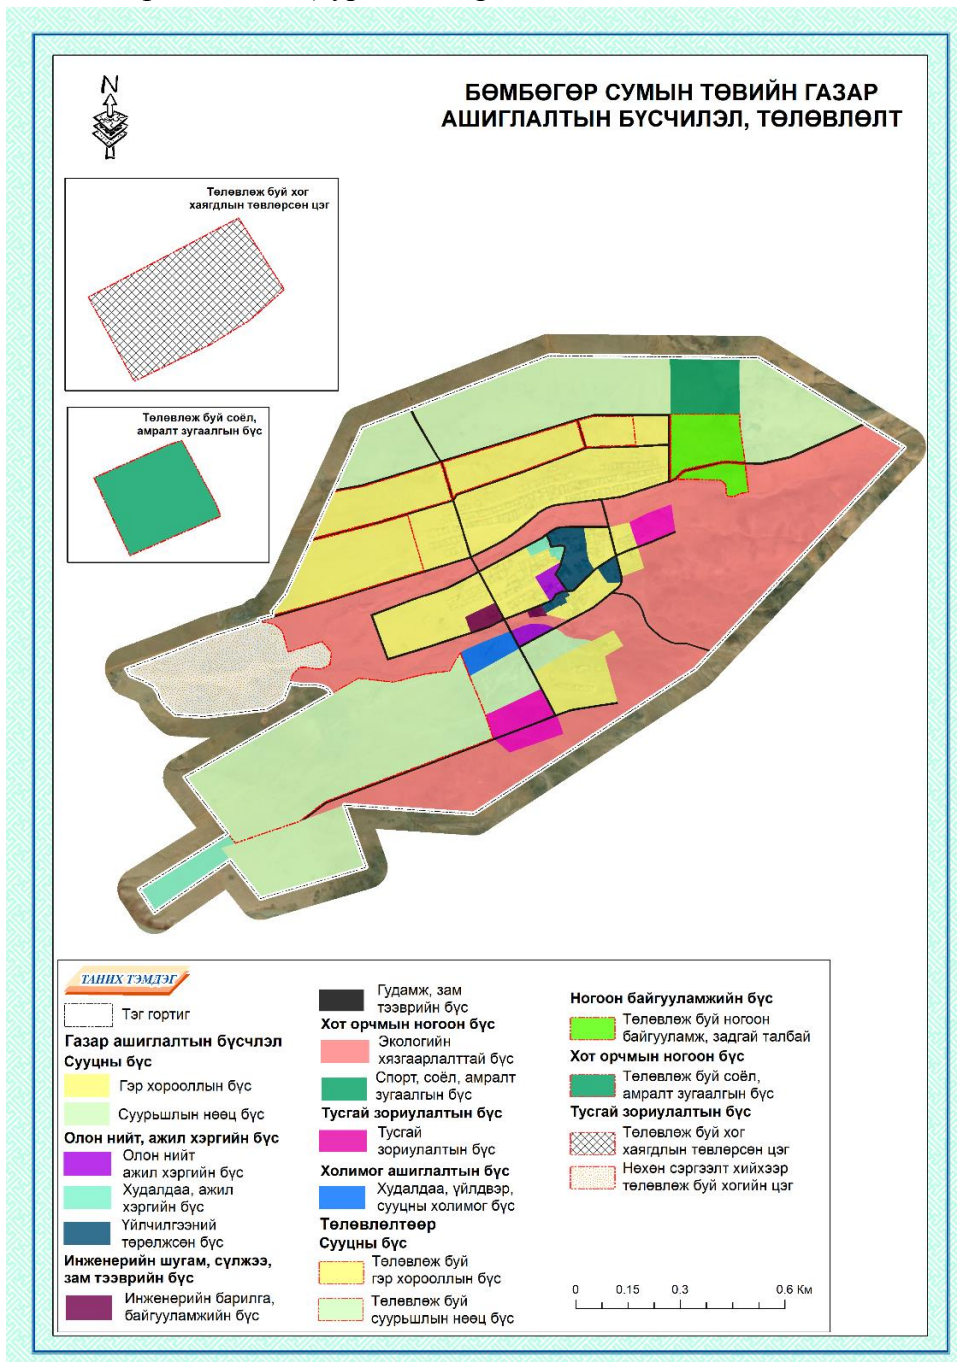 N
БӨМБӨГӨР СУМЫН ТӨВИЙН ГАЗАР
АШИГЛАЛТЫН БҮСЧИЛЭЛ, ТӨЛӨВЛӨЛТ
Төлөвлөж буй хог
хаягдлын төвлөрсөн цэг
Төлөвлөж буй соёл,
амралт зугаалгын бүс
ТАНИХ ТЭМДЭГ
Тэг гортиг
Газар ашиглалтын бүсчлэл
Сууцны бүс
Гэр хорооллын бүс
Суурьшлын нөөц бүс
Олон нийт, ажил хэргийн бүс
Олон нийт
ажил хэргийн бүс
Худалдаа, ажил
хэргийн бүс
Үйлчилгээний
төрөлжсөн бүс
Инженерийн шугам, сүлжээ,
зам тээврийн бүс
Инженерийн барилга,
байгууламжийн бүс
Гудамж, зам
тээврийн бүс
Хот орчмын ногоон бүс
Экологийн
хязгаарлалттай бүс
Спорт, соёл, амралт
зугаалгын бүс
Тусгай зориулалтын бүс
Тусгай
зориулалтын бүс
Холимог ашиглалтын бүс
Худалдаа, үйлдвэр,
сууцны холимог бүс
Төлөвлөлтөөр
Сууцны бүс
Төлөвлөж буй
гэр хорооллын бүс
Төлөвлөж буй
суурьшлын нөөц бүс
Ногоон байгууламжийн бүс
Төлөвлөж буй ногоон
байгууламж, задгай талбай
Хот орчмын ногоон бүс
Төлөвлөж буй соёл,
амралт зугаалгын бүс
Тусгай зориулалтын бүс
Төлөвлөж буй хог
хаягдлын төвлөрсөн цэг
Нөхөн сэргээлт хийхээр
төлөвлөж буй хогийн цэг
0 0.15 0.3 0.6 Км